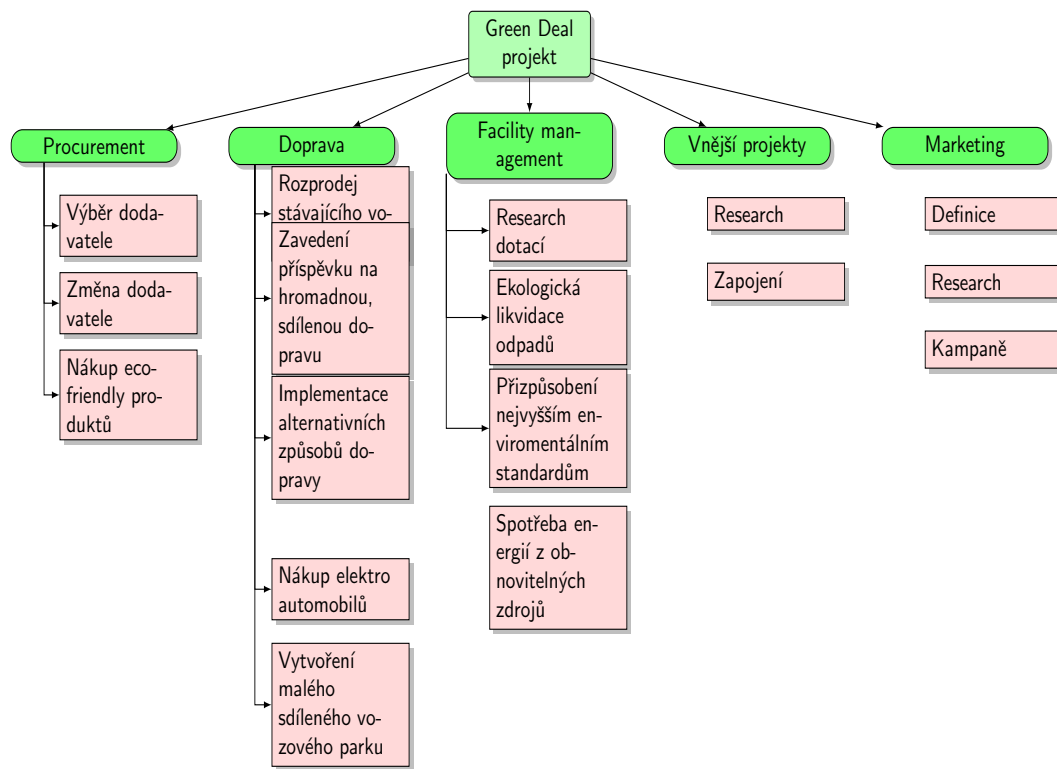 Green Deal
projekt
Procurement
Výběr doda-
vatele
Změna doda-
vatele
Nákup eco-
friendly pro-
duktů
Doprava
Rozprodej
stávajícího vo-
Zavedení
příspěvku na
hromadnou,
sdílenou do-
pravu
Implementace
alternativních
způsobů do-
pravy
Nákup elektro
automobilů
Vytvoření
malého
sdíleného vo-
zového parku
Facility man-
agement
Research
dotací
Ekologická
likvidace
odpadů
Přizpůsobení
nejvyšším en-
viromentálním
standardům
Spotřeba en-
ergií z ob-
novitelných
zdrojů
Vnější projekty
Research
Zapojení
Marketing
Definice
Research
Kampaně